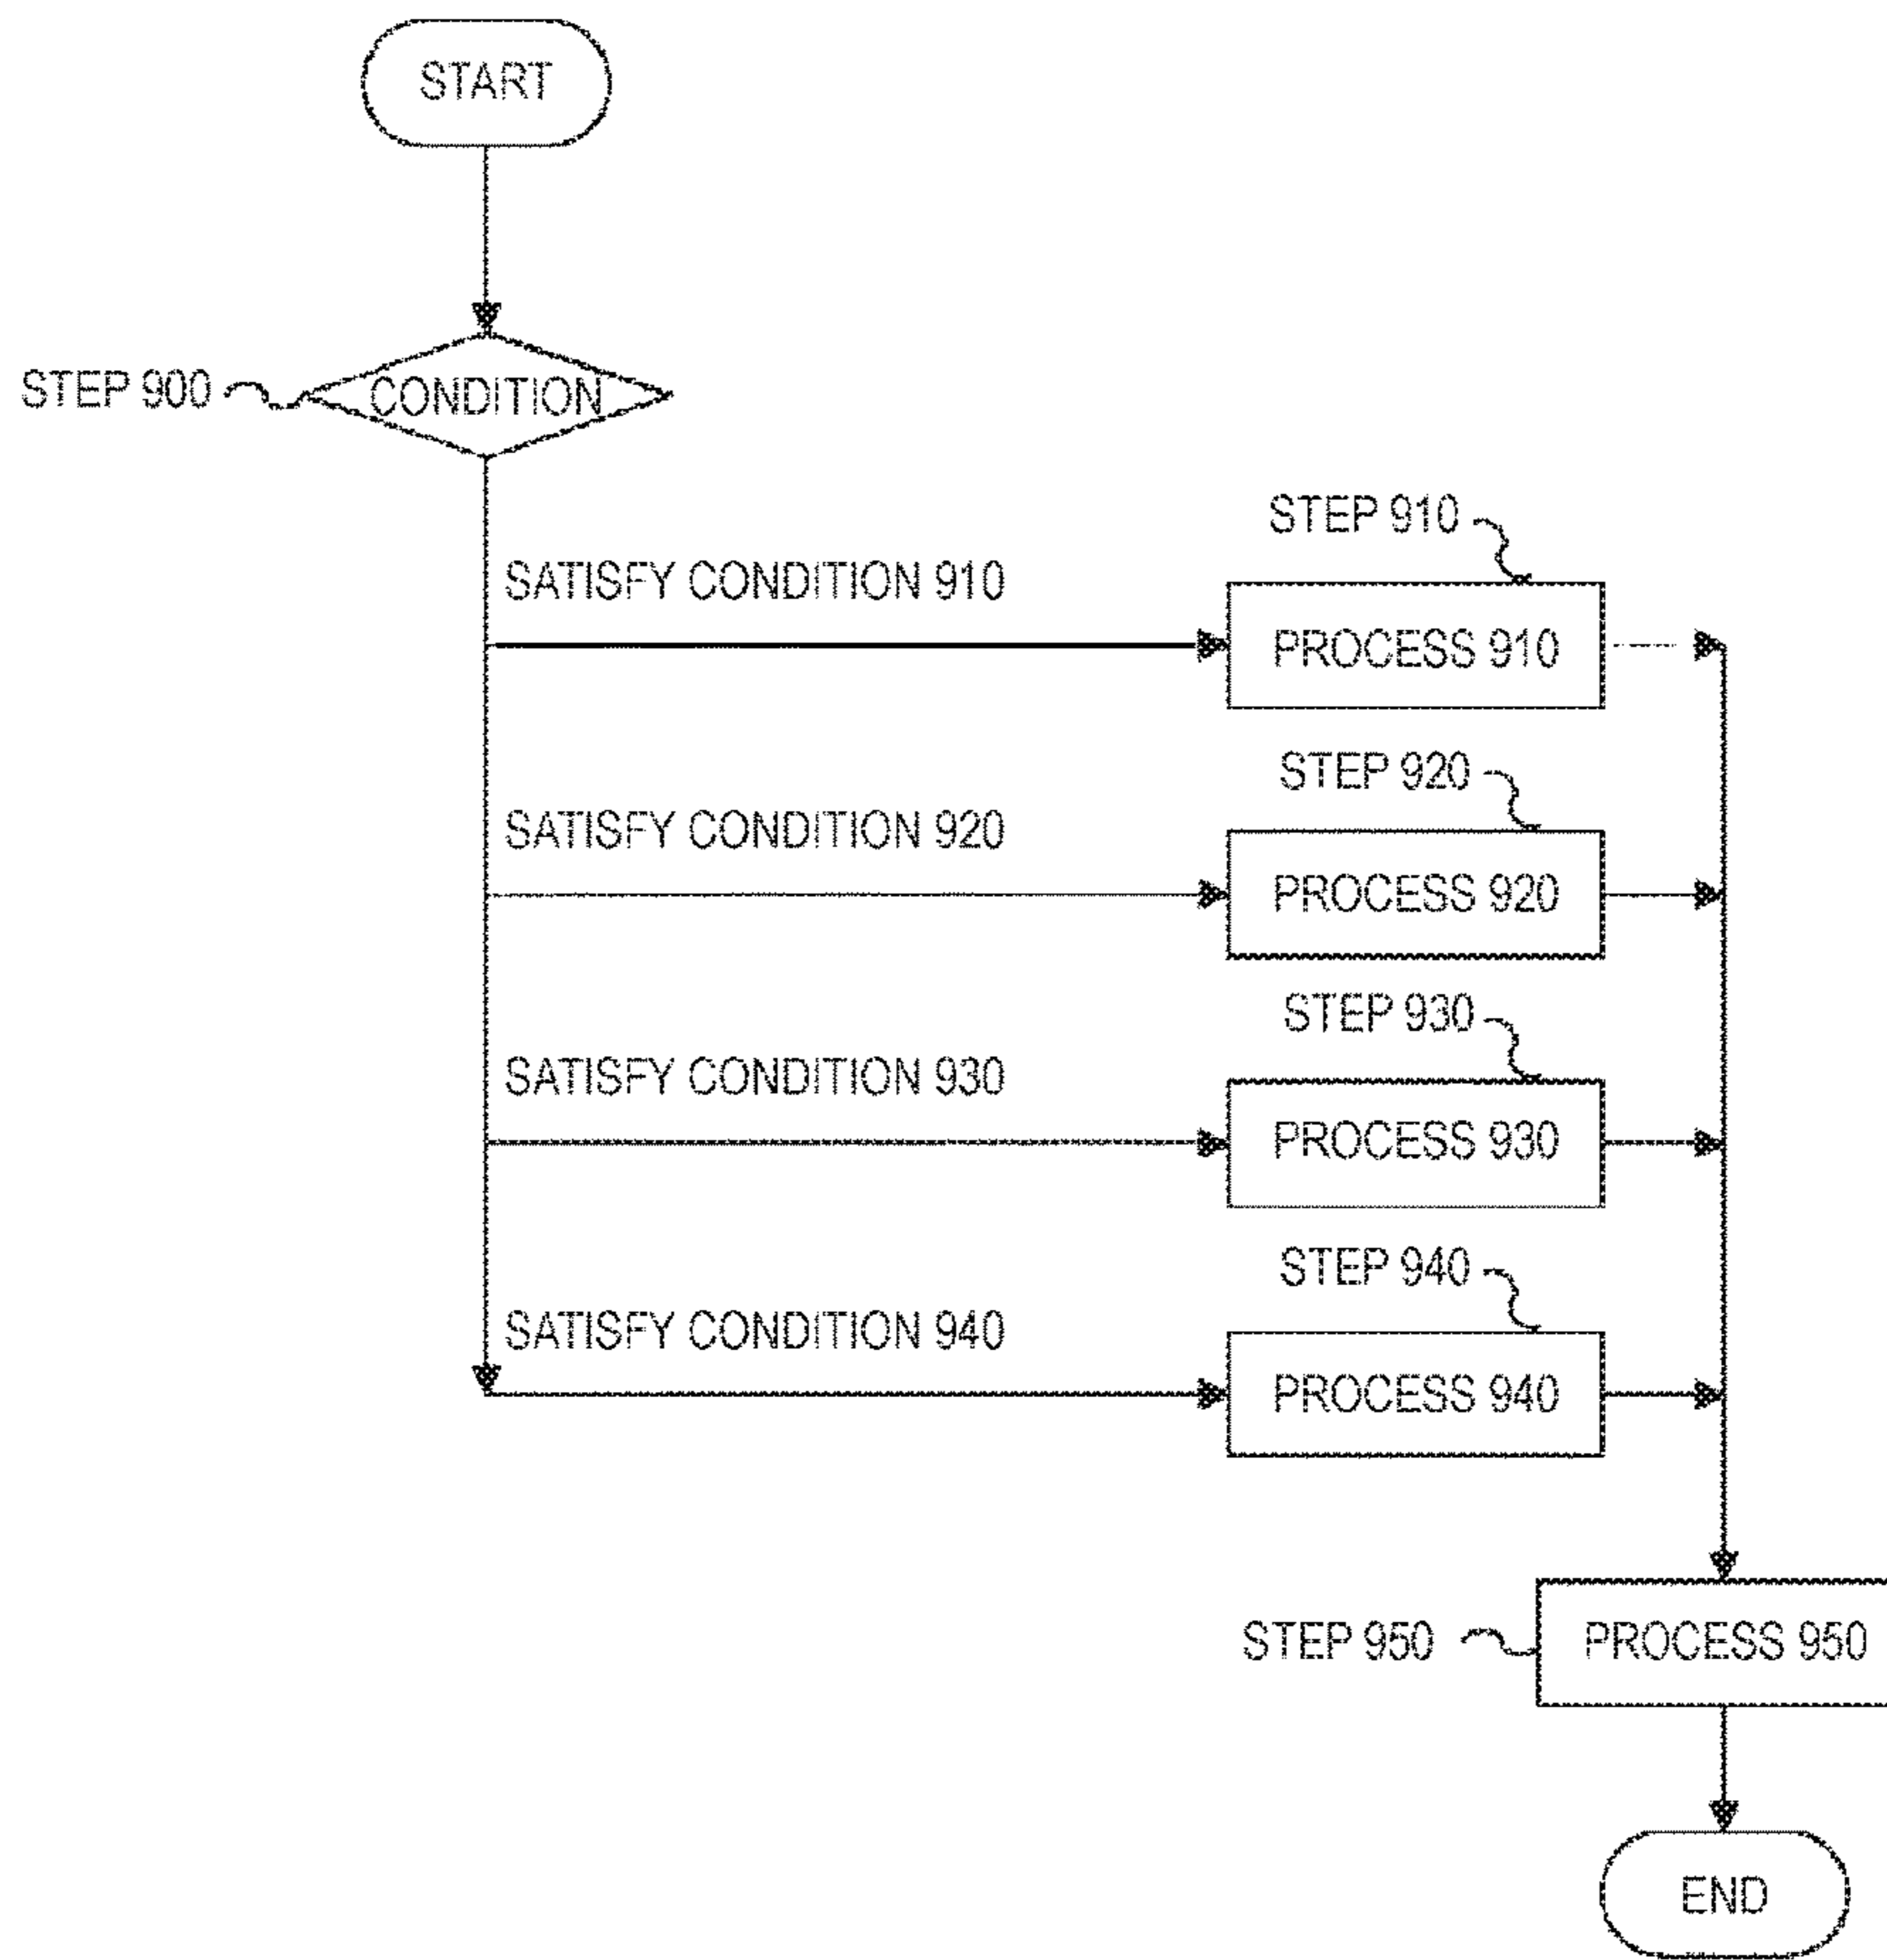 START
STEP 900
CONDITION
STEP 910
SATISFY CONDITION 910
PROCESS 910
STEP 920
SATISFY CONDITION 920
PROCESS 920
STEP 930
SATISFY CONDITION 930
PROCESS 930
STEP 940
SATISFY CONDITION 940
PROCESS 940
STEP 950
PROCESS 950
END